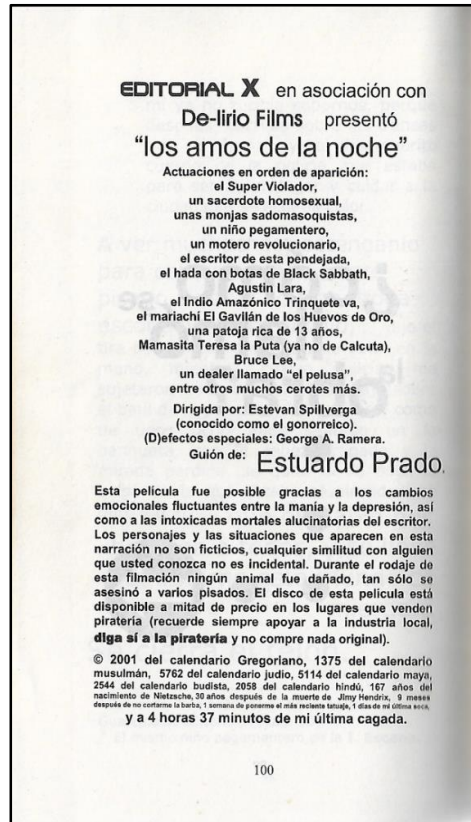 EDITORIAL X en asociación con
De-lirio Films presentó
“los amos de la noche”
Actuaciones en orden de aparición:
el Super Violador,
un sacerdote homosexual,
unas monjas sadomasoquistas,
un niño pegamentero,
un motero revolucionario,
el escritor de esta pendejada,
el hada con botas de Black Sabbath,
Agustin Lara,
el Indio Amazónico Trinquete va,
el mariachi El Gavilán de los Huevos de Oro,
una patoja rica de 13 años,
Mamasita Teresa la Puta (ya no de Calcuta),
Bruce Lee,
un dealer llamado “el pelusa”,
entre otros muchos cerotes más.
Dirigida por: Estevan Spillverga
(conocido como el gonorreico).
(D)efectos especiales: George A. Ramera.
Guión de: Estuardo Prado.
Esta película fue posible gracias a los cambios
emocionales fluctuantes entre la manía y la depresión, así
como a las intoxicadas mortales alucinatorias del escritor.
Los personajes y las situaciones que aparecen en esta
narración no son ficticios, cualquier similitud con alguien
que usted conozca no es incidental. Durante el rodaje de
esta filmación ningún animal fue dañado, tan sólo se
asesinó a varios pisados. El disco de esta pelicula está
disponible a mitad de precio en los lugares que venden
piratería (recuerde siempre apoyar a la industria local,
diga sí a la piratería y no compre nada original).
© 2001 del calendario Gregoriano, 1375 del calendario
musulmán, 5762 del calendario judio, 5114 del calendario maya,
2544 del calendario budista, 2058 del calendario hindú, 167 años del
nacimiento de Nietzsche, 30 años después de la muerte de Jimy Hendrix, 9 meses
después de no cortarme la barba, 1 semana de ponerme el más reciente tatuaje, 1 días de mi última
y a 4 horas 37 minutos de mi última cagada.
100